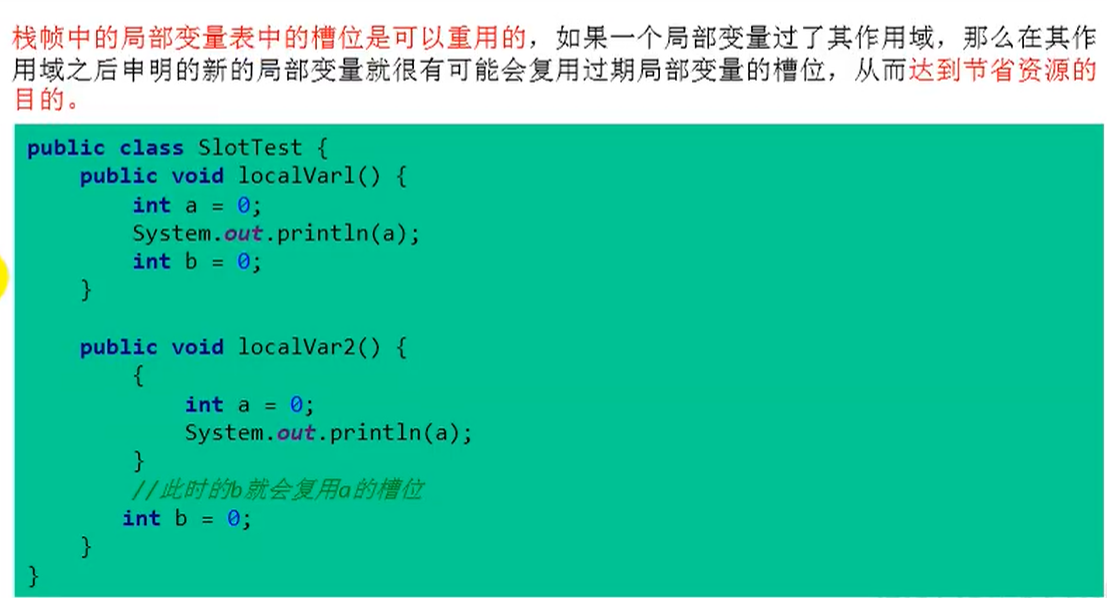 栈帧中的局部变量表中的槽位是可以重用的，如果一个局部变量过了其作用域，那么在其作
用域之后申明的新的局部变量就很有可能会复用过期局部变量的槽位，从而达到节省资源的
目的。
public class SlotTest {
    public void localVarl() {
        int a = 0;
        System.out.println(a);
        int b = 0;
    }
    public void localVar2() {
        {
            int a = 0;
            System.out.println(a);
        }
        //此时的b就会复用a的槽位
        int b = 0;
    }
}